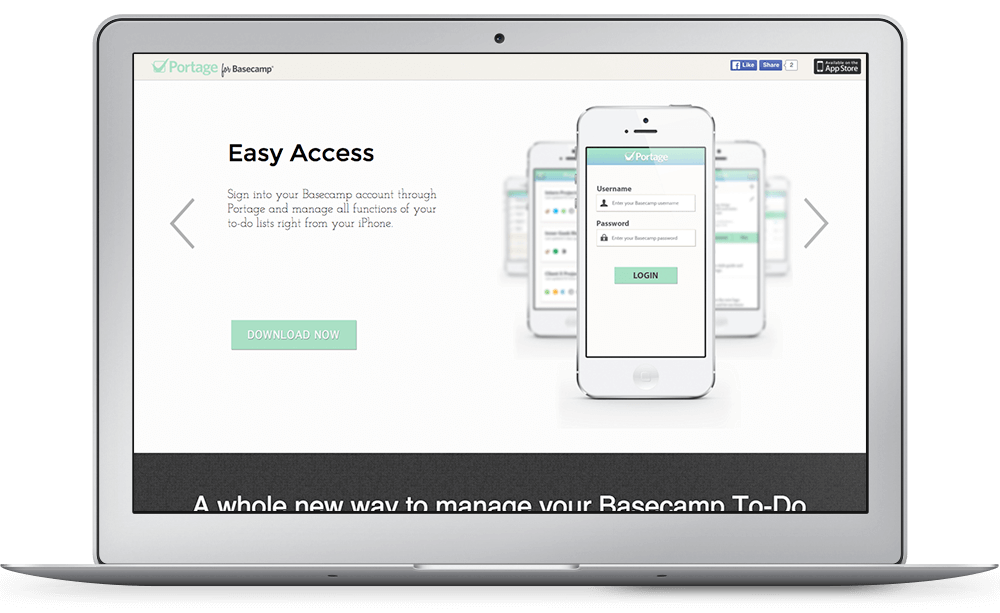 Portage for Basecamp
Like
Share
2
Available on the
App Store
Easy Access
Sign into your Basecamp account through
Portage and manage all functions of your
to-do lists right from your iPhone.
DOWNLOAD NOW
Portage
Username
Enter your Basecamp username
Password
Enter your Basecamp password
LOGIN
A whole new way to manage your Basecamp To-Do